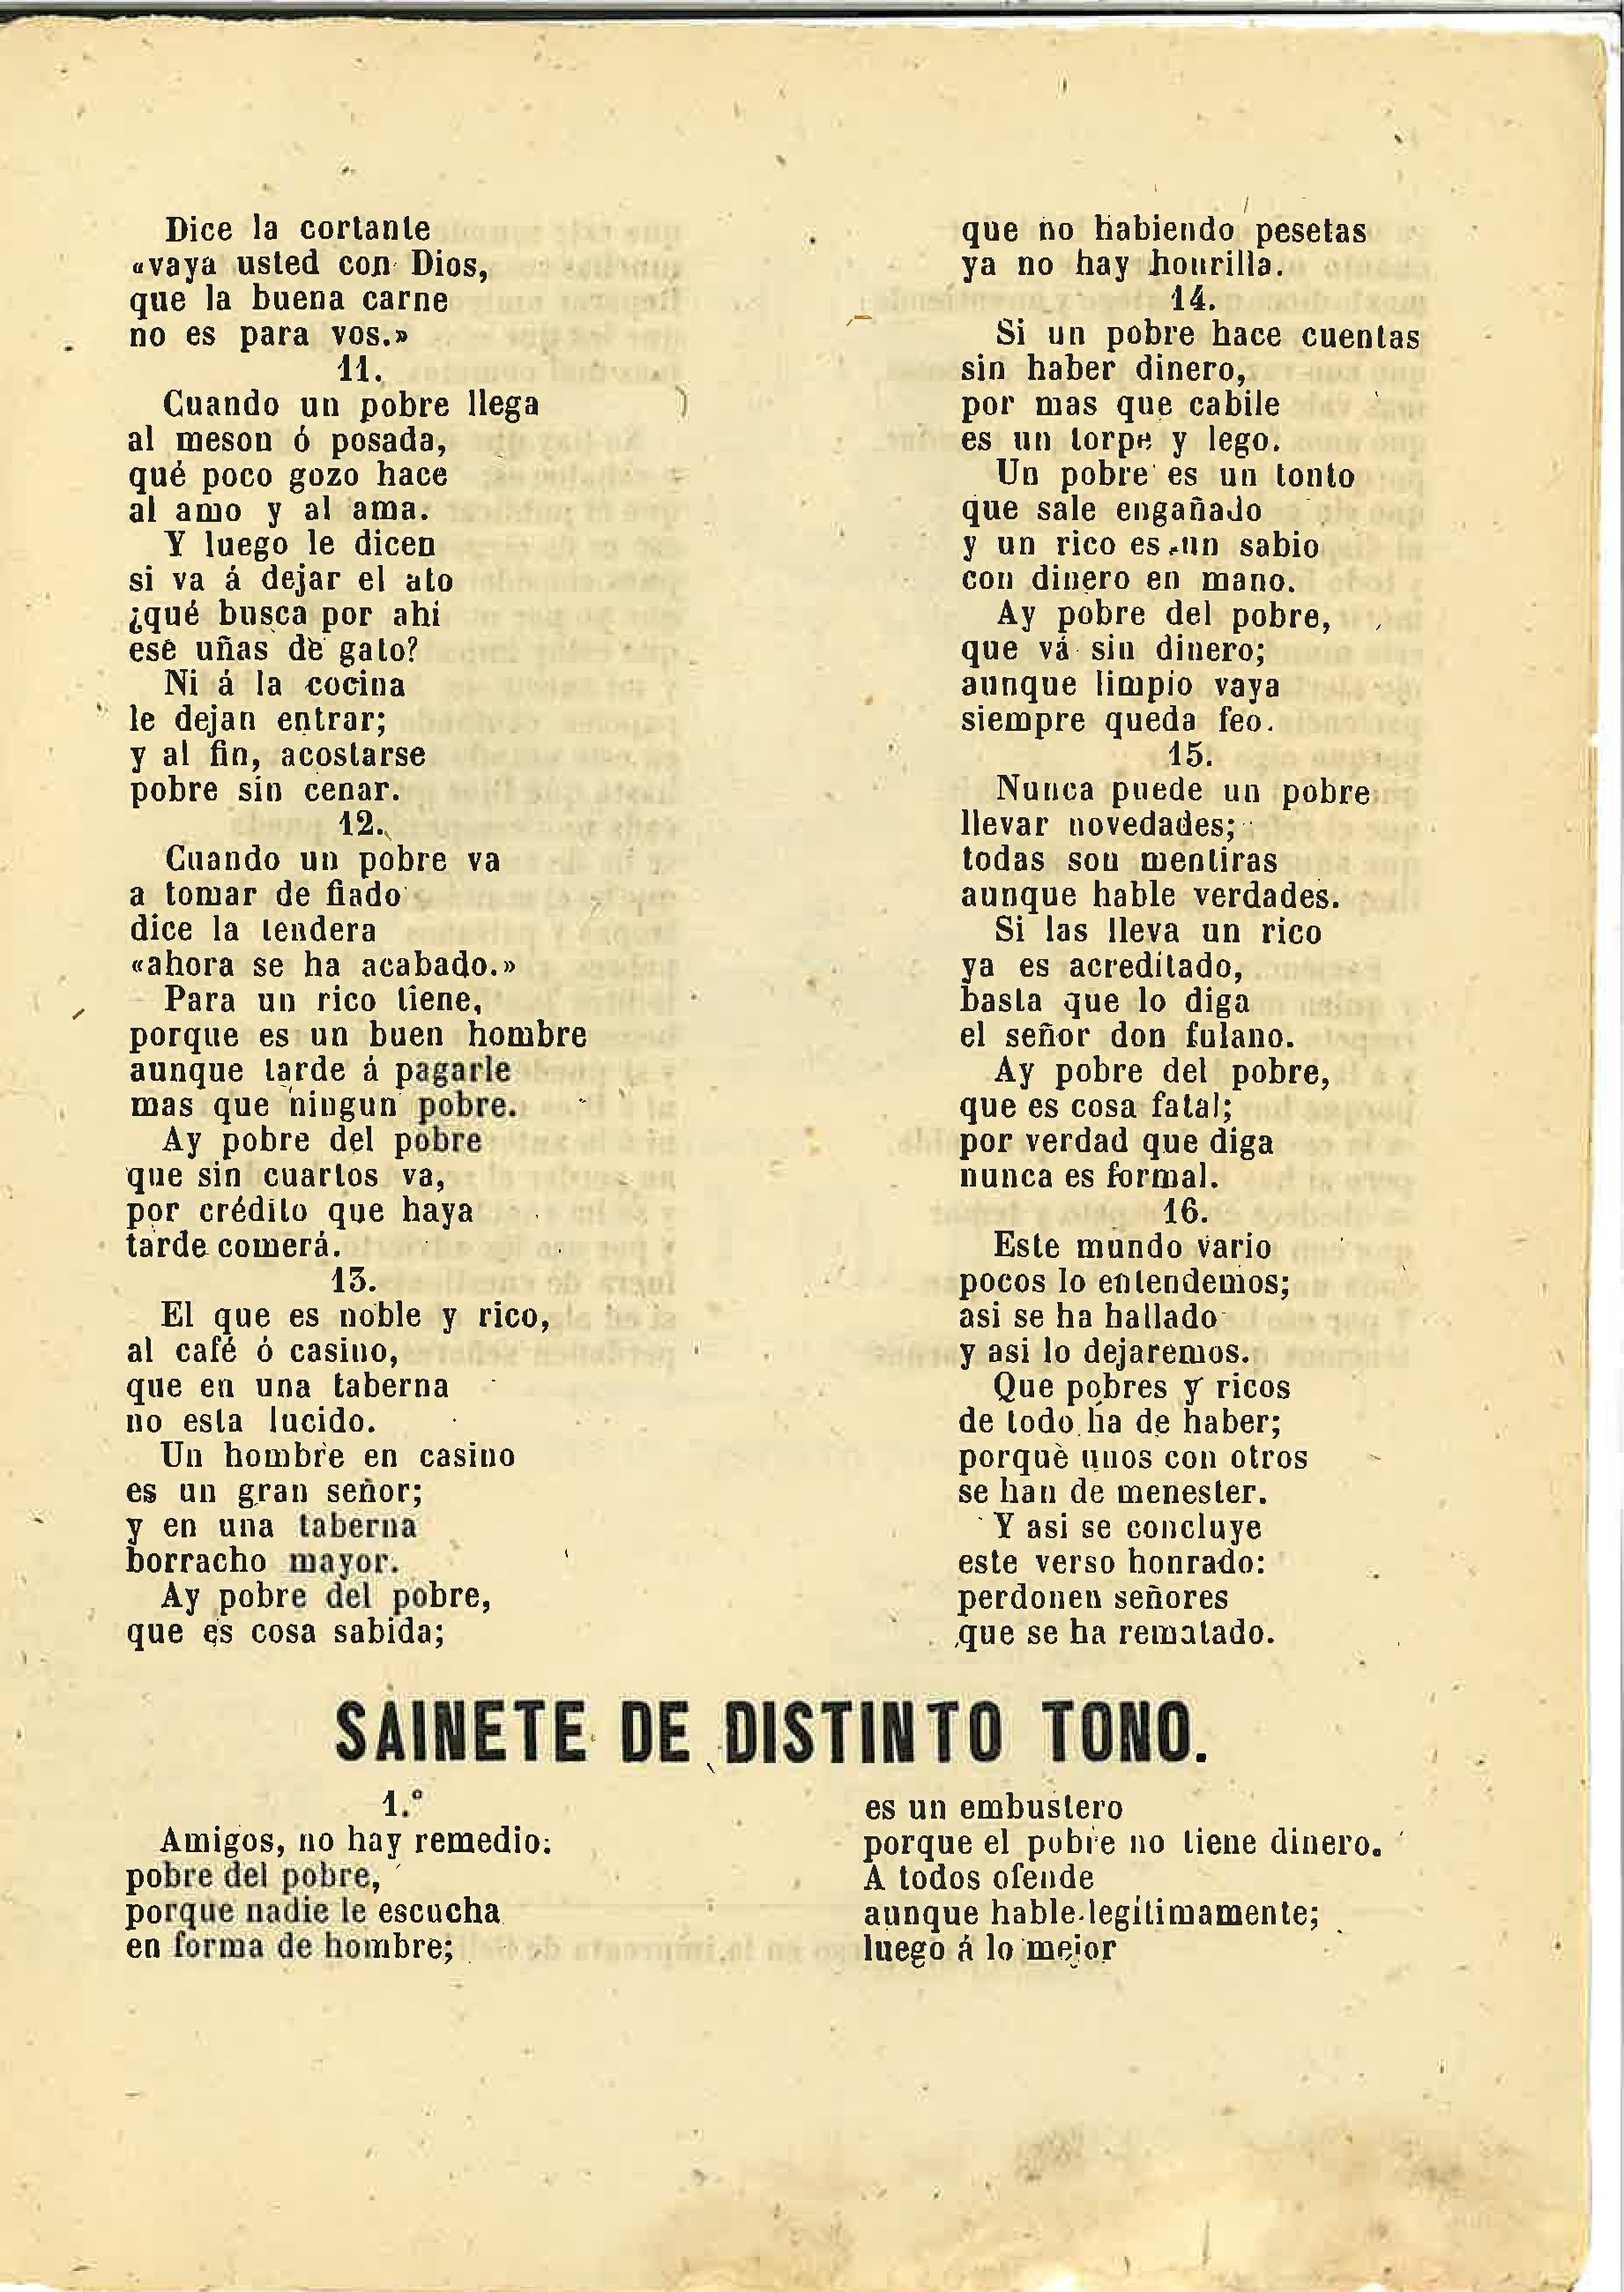 Dice la cortante
«vaya usted con Dios,
que la buena carne
no es para vos.»
11.
Cuando un pobre llega
al meson ó posada,
qué poco gozo hace
al amo y al ama.
Y luego le dicen
si va á dejar el ato
¿qué busca por ahi
ese uñas de gato?
Ni á la cocina
le dejan entrar;
y al fin, acostarse
pobre sin cenar.
12.
Cuando un pobre va
a tomar de fiado
dice la tendera
«ahora se ha acabado.»
Para un rico tiene,
porque es un buen hombre
aunque tarde á pagarle
mas que ningun pobre.
Ay pobre del pobre
que sin cuartos va,
por crédito que haya
tarde comerá.
13.
El que es noble y rico,
al café ó casino,
que en una taberna
no esta lucido.
Un hombre en casino
es un gran señor;
y en una taberna
borracho mayor.
Ay pobre del pobre,
que es cosa sabida;
que no habiendo pesetas
ya no hay hourilla.
14.
Si un pobre hace cuentas
sin haber dinero,
por mas que cabile
es un torpe y lego.
Un pobre es un tonto
que sale engañado
y un rico es un sabio
con dinero en mano.
Ay pobre del pobre,
que vá sin dinero;
aunque limpio vaya
siempre queda feo.
15.
Nunca puede un pobre
llevar novedades;
todas son mentiras
aunque hable verdades.
Si las lleva un rico
ya es acreditado,
basta que lo diga
el señor don fulano.
Ay pobre del pobre,
que es cosa fatal;
por verdad que diga
nunca es formal.
16.
Este mundo vario
pocos lo entendemos;
asi se ha hallado
y asi lo dejaremos.
Que pobres y ricos
de todo ha de haber;
porquè unos con otros
se han de menester.
Y asi se concluye
este verso honrado:
perdonen señores
que se ha rematado.
SAINETE DE DISTINTO TONO.
1.º
Amigos, no hay remedio:
pobre del pobre,
porque nadie le escucha
en forma de hombre;
es un embustero
porque el pobre no tiene dinero.
A todos ofende
aunque hable legítimamente;
luego á lo mejor